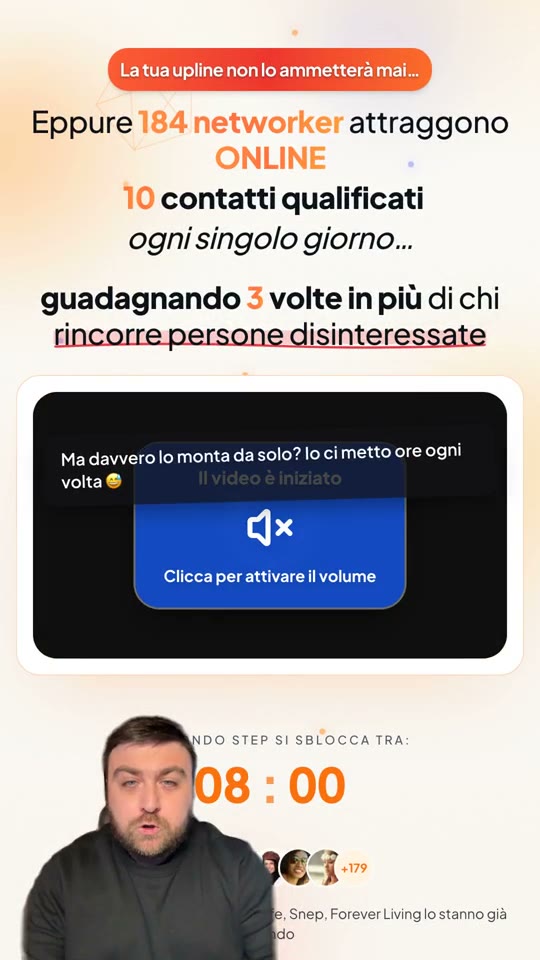 La tua upline non lo ammetterà mai...
Eppure 184 networker attraggono
ONLINE
10 contatti qualificati
ogni singolo giorno...
guadagnando 3 volte in più di chi
rincorre persone disinteressate
Ma davvero lo monta da solo? Io ci metto ore ogni
volta 😅
Il video è iniziato
Clicca per attivare il volume
STEP SI SBLOCCA TRA:
08 : 00
+179
Snep, Forever Living lo stanno già